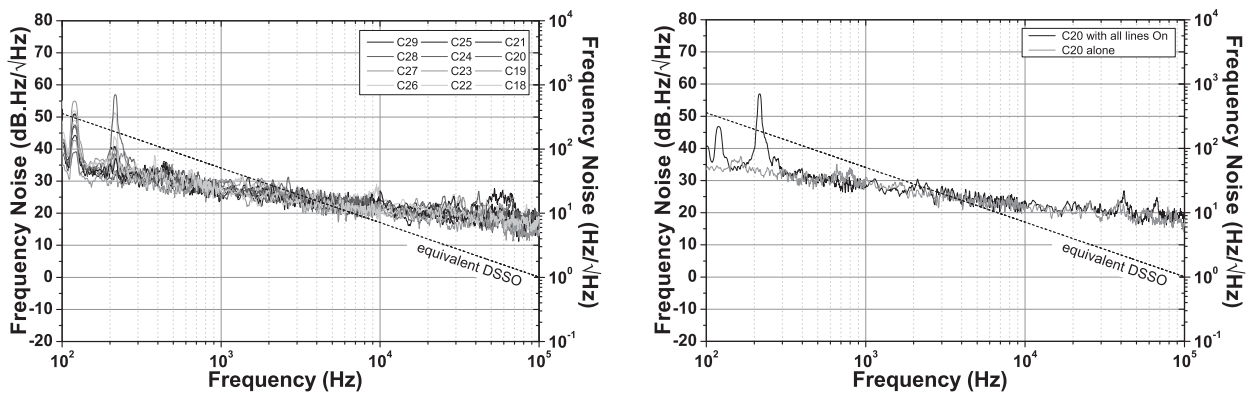 80
70
60
50
40
30
20
10
0
-10
-20
Frequency Noise (dB.Hz/√Hz)
C29 C25 C21
C28 C24 C20
C27 C23 C19
C26 C22 C18
equivalent DSSO
10^4
10^3
10^2
10^1
10^0
10^-1
Frequency Noise (Hz/√Hz)
10^2 10^3 10^4 10^5
Frequency (Hz)
80
70
60
50
40
30
20
10
0
-10
-20
Frequency Noise (dB.Hz/√Hz)
C20 with all lines On
C20 alone
equivalent DSSO
10^4
10^3
10^2
10^1
10^0
10^-1
Frequency Noise (Hz/√Hz)
10^2 10^3 10^4 10^5
Frequency (Hz)